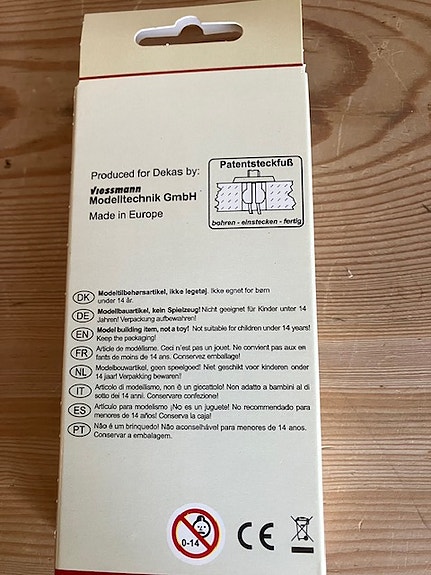 Produced for Dekas by:
viessmann
Modelltechnik GmbH
Made in Europe
Patentsteckfuß
bohren - einstecken - fertig
DK Modeltilbehørsartikel, ikke legetøj. Ikke egnet for børn
under 14 år.
DE Modellbauartikel, kein Spielzeug! Nicht geeignet für Kinder unter 14
Jahren! Verpackung aufbewahren!
EN Model building item, not a toy! Not suitable for children under 14 years!
Keep the packaging!
FR Article de modélisme. Ceci n'est pas un jouet. Ne convient pas aux en-
fants de moins de 14 ans. Conservez emballage!
NL Modelbouwartikel, geen speelgoed! Niet geschikt voor kinderen onder
14 jaar! Verpakking bewaren!
IT Articolo di modellismo, non è un giocattolo! Non adatto a bambini al di
sotto dei 14 anni. Conservare confezione!
ES Artículo para modelismo ¡No es un juguete! No recomendado para
menores de 14 años! Conserva la caja!
PT Não é um brinquedo! Não aconselhável para menores de 14 anos.
Conservar a embalagem.
0-14
CE